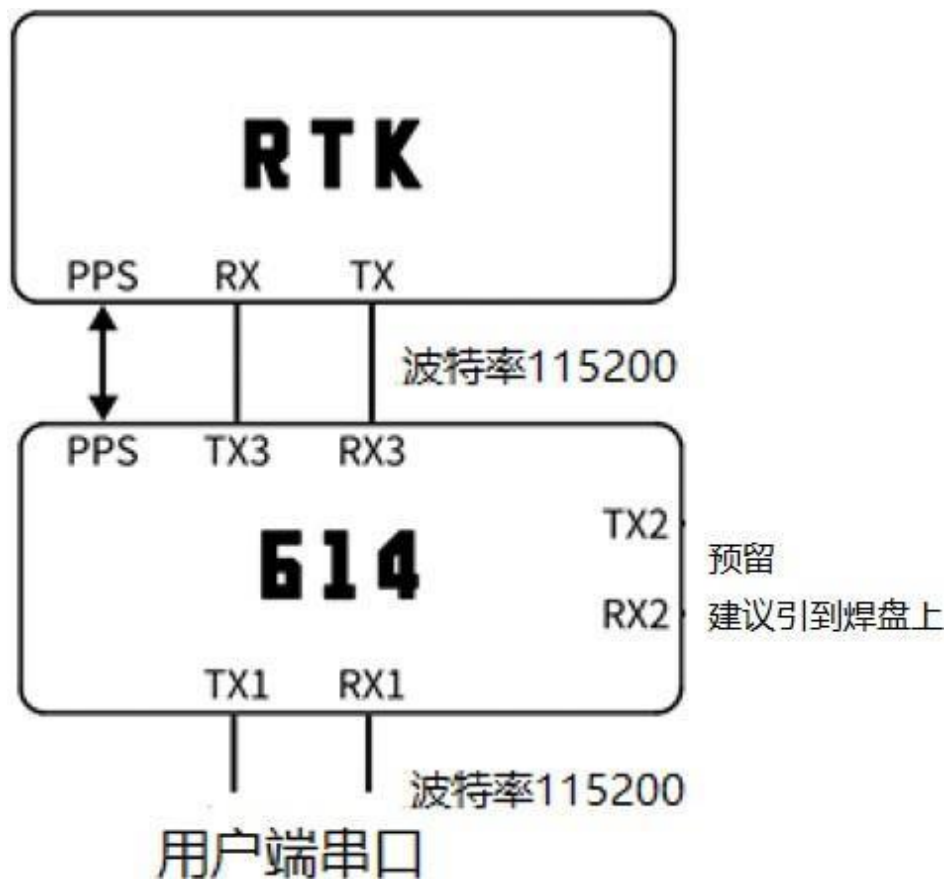 RTK
PPS RX TX
波特率115200
PPS TX3 RX3
614
TX2
预留
RX2 建议引到焊盘上
TX1 RX1
波特率115200
用户端串口